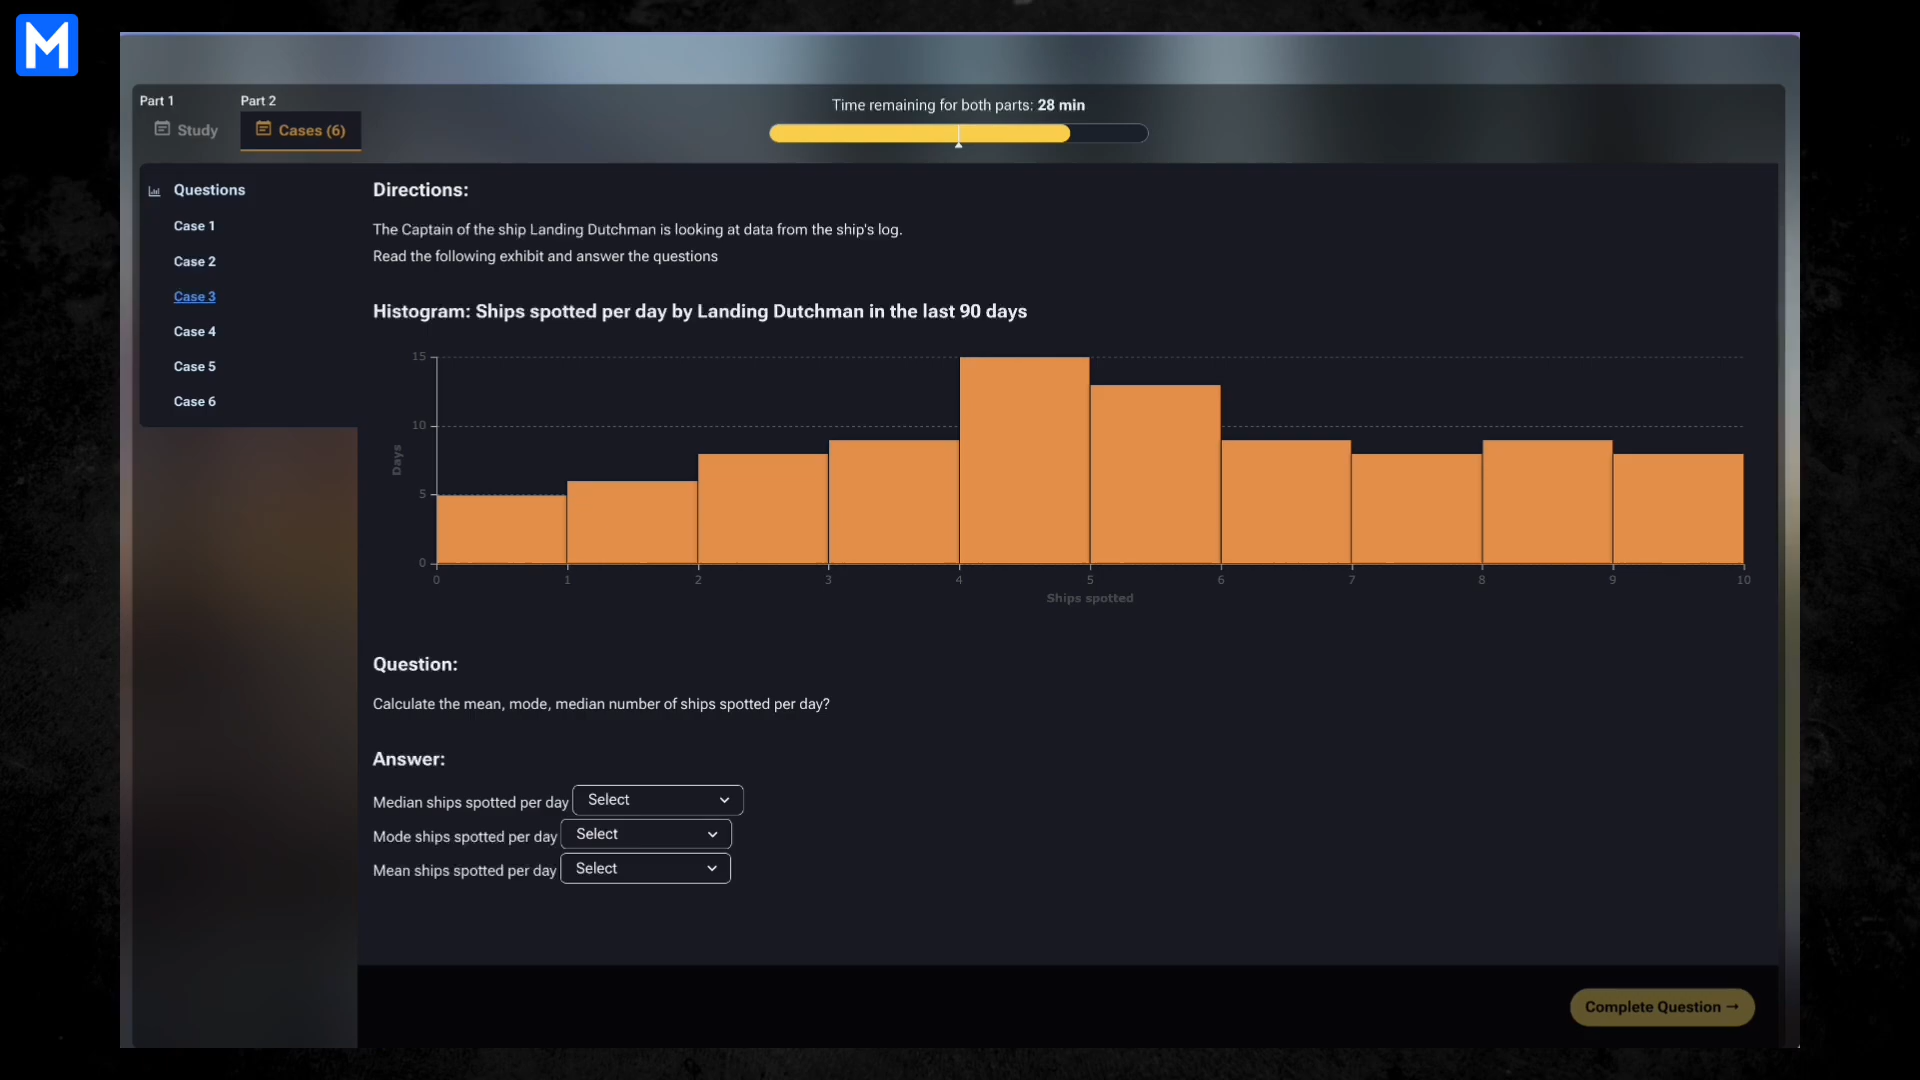 M
Part 1
Part 2
Study
Cases (6)
Time remaining for both parts: 28 min
Questions
Case 1
Case 2
Case 3
Case 4
Case 5
Case 6
Directions:
The Captain of the ship Landing Dutchman is looking at data from the ship's log.
Read the following exhibit and answer the questions
Histogram: Ships spotted per day by Landing Dutchman in the last 90 days
15
10
5
0
Days
0 1 2 3 4 5 6 7 8 9 10
Ships spotted
Question:
Calculate the mean, mode, median number of ships spotted per day?
Answer:
Median ships spotted per day Select
Mode ships spotted per day Select
Mean ships spotted per day Select
Complete Question →